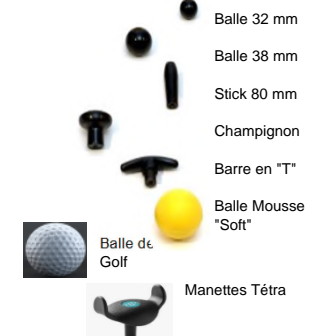 Balle 32 mm
Balle 38 mm
Stick 80 mm
Champignon
Barre en "T"
Balle Mousse
"Soft"
Balle de
Golf
Manettes Tétra